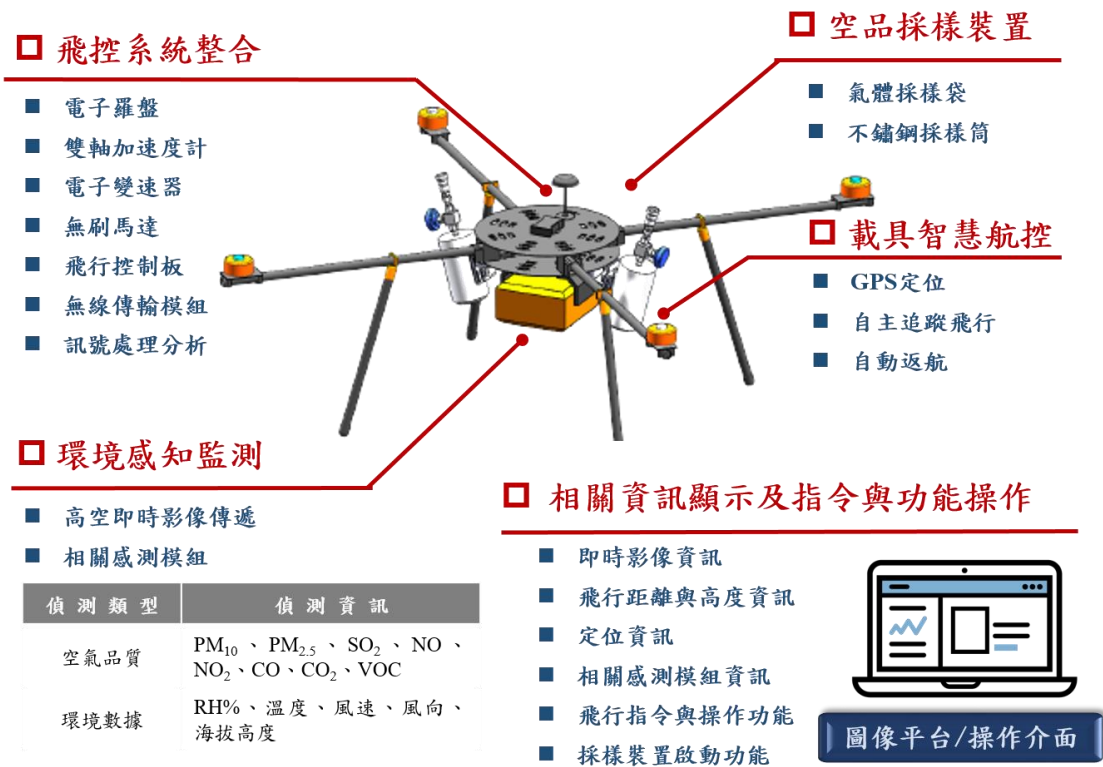 飛控系統整合
電子羅盤
雙軸加速度計
電子變速器
無刷馬達
飛行控制板
無線傳輸模組
訊號處理分析
空品採樣裝置
氣體採樣袋
不鏽鋼採樣筒
載具智慧航控
GPS定位
自主追蹤飛行
自動返航
環境感知監測
高空即時影像傳遞
相關感測模組
偵測類型 偵測資訊
空氣品質 PM₁₀、PM₂.₅、SO₂、NO、
NO₂、CO、CO₂、VOC
環境數據 RH%、溫度、風速、風向、
海拔高度
相關資訊顯示及指令與功能操作
即時影像資訊
飛行距離與高度資訊
定位資訊
相關感測模組資訊
飛行指令與操作功能
採樣裝置啟動功能
圖像平台/操作介面